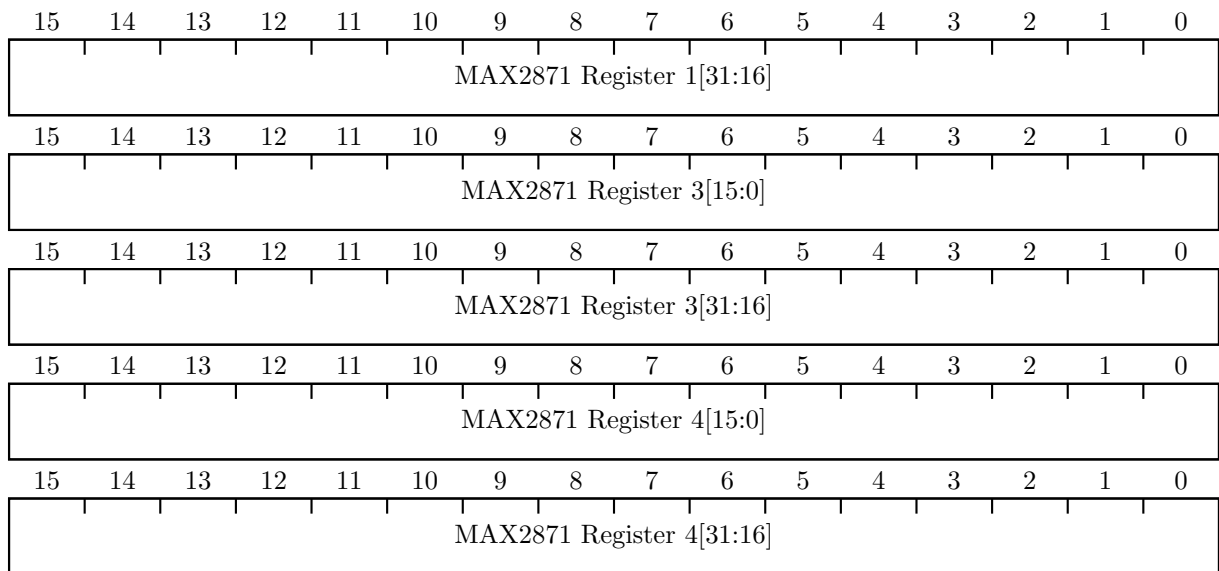 15 14 13 12 11 10 9 8 7 6 5 4 3 2 1 0
MAX2871 Register 1[31:16]
15 14 13 12 11 10 9 8 7 6 5 4 3 2 1 0
MAX2871 Register 3[15:0]
15 14 13 12 11 10 9 8 7 6 5 4 3 2 1 0
MAX2871 Register 3[31:16]
15 14 13 12 11 10 9 8 7 6 5 4 3 2 1 0
MAX2871 Register 4[15:0]
15 14 13 12 11 10 9 8 7 6 5 4 3 2 1 0
MAX2871 Register 4[31:16]